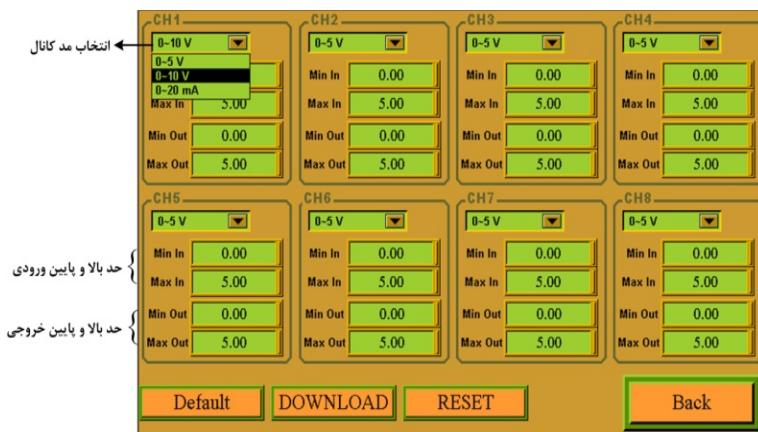 CH1 CH2 CH3 CH4
انتخاب مد کانال
0~10 V 0~5 V 0~5 V 0~5 V
0~5 V
0~10 V
0~20 mA
Min In 0.00 Min In 0.00 Min In 0.00
Max In 5.00 Max In 5.00 Max In 5.00 Max In 5.00
Min Out 0.00 Min Out 0.00 Min Out 0.00 Min Out 0.00
Max Out 5.00 Max Out 5.00 Max Out 5.00 Max Out 5.00
CH5 CH6 CH7 CH8
0~5 V 0~5 V 0~5 V 0~5 V
حد بالا و پایین ورودی
Min In 0.00 Min In 0.00 Min In 0.00 Min In 0.00
Max In 5.00 Max In 5.00 Max In 5.00 Max In 5.00
حد بالا و پایین خروجی
Min Out 0.00 Min Out 0.00 Min Out 0.00 Min Out 0.00
Max Out 5.00 Max Out 5.00 Max Out 5.00 Max Out 5.00
Default DOWNLOAD RESET Back